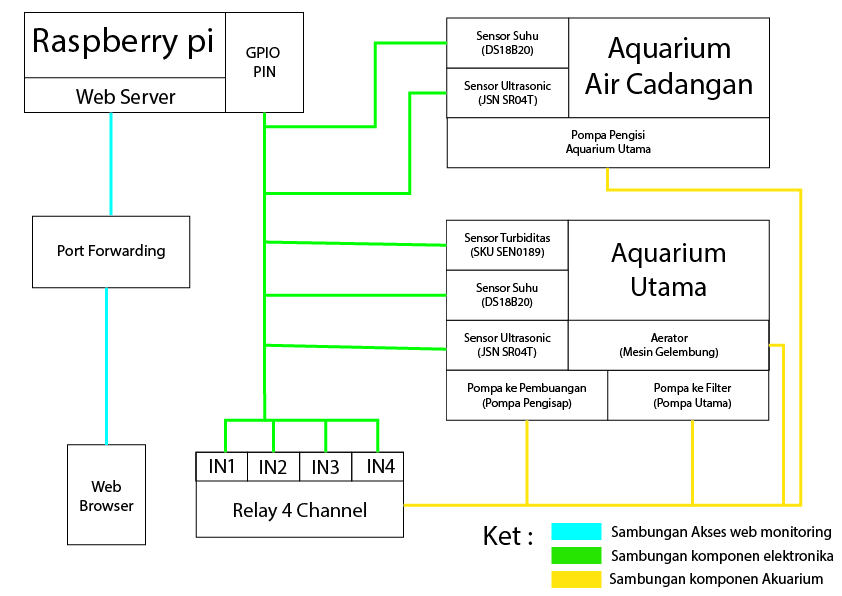 Raspberry pi
GPIO
PIN
Web Server
Sensor Suhu
(DS18B20)
Aquarium
Air Cadangan
Sensor Ultrasonic
(JSN SR04T)
Pompa Pengisi
Aquarium Utama
Port Forwarding
Sensor Turbiditas
(SKU SEN0189)
Aquarium
Utama
Sensor Suhu
(DS18B20)
Sensor Ultrasonic
(JSN SR04T)
Aerator
(Mesin Gelembung)
Pompa ke Pembuangan
(Pompa Pengisap)
Pompa ke Filter
(Pompa Utama)
Web
Browser
IN1 IN2 IN3 IN4
Relay 4 Channel
Ket :
Sambungan Akses web monitoring
Sambungan komponen elektronika
Sambungan komponen Akuarium